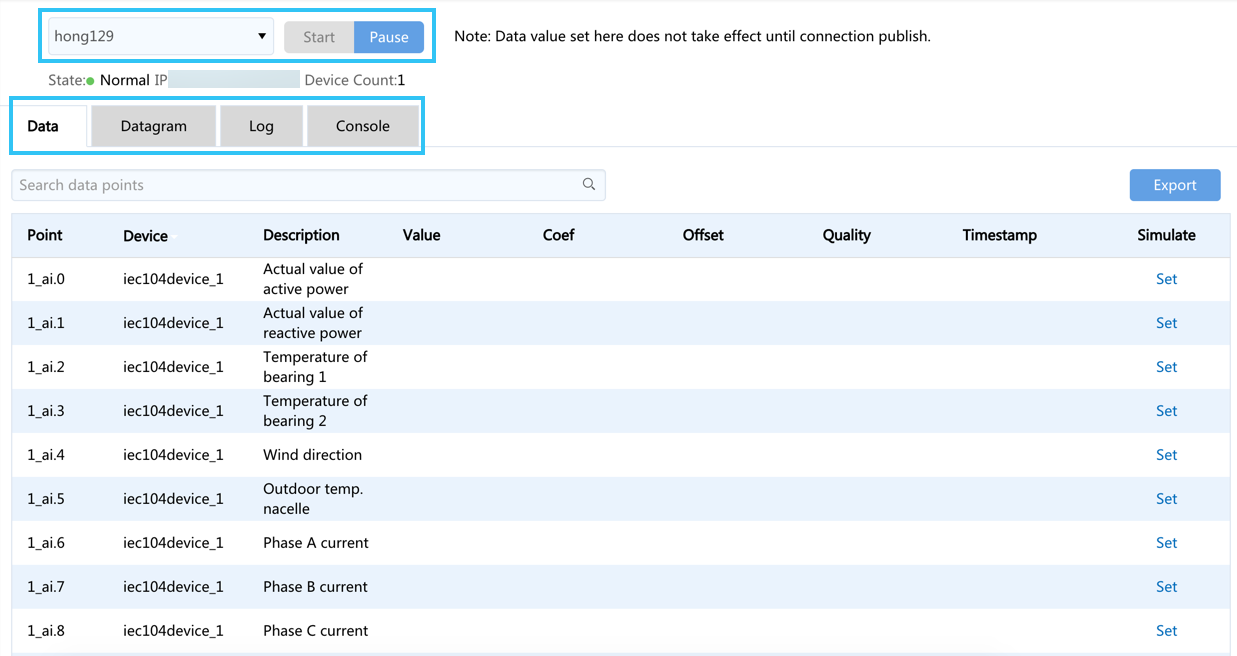 hong129 Start Pause Note: Data value set here does not take effect until connection publish.
State: Normal IP Device Count:1
Data Datagram Log Console
Search data points Export
Point Device Description Value Coef Offset Quality Timestamp Simulate
1_ai.0 iec104device_1 Actual value of active power Set
1_ai.1 iec104device_1 Actual value of reactive power Set
1_ai.2 iec104device_1 Temperature of bearing 1 Set
1_ai.3 iec104device_1 Temperature of bearing 2 Set
1_ai.4 iec104device_1 Wind direction Set
1_ai.5 iec104device_1 Outdoor temp. nacelle Set
1_ai.6 iec104device_1 Phase A current Set
1_ai.7 iec104device_1 Phase B current Set
1_ai.8 iec104device_1 Phase C current Set